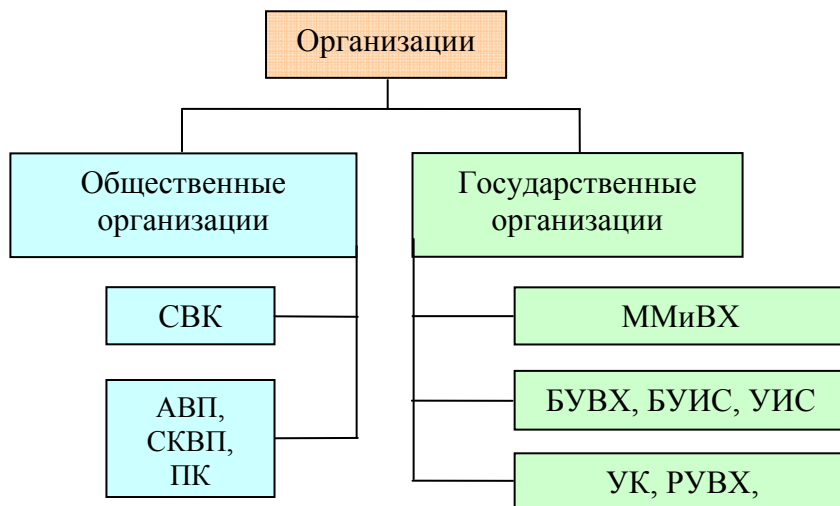 Организации
Общественные
организации
Государственные
организации
СВК
АВП,
СКВП,
ПК
ММиВХ
БУВХ, БУИС, УИС
УК, РУВХ,